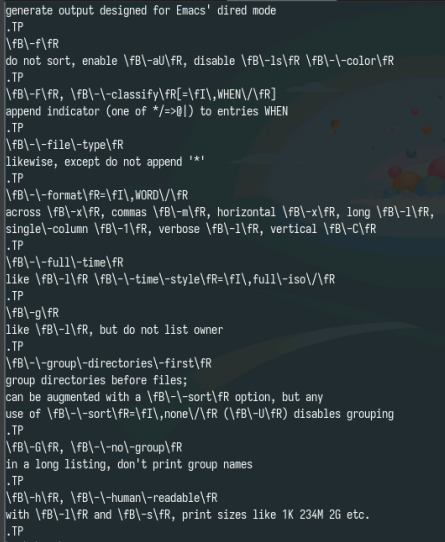 generate output designed for Emacs' dired mode
.TP
\fB\-f\fR
do not sort, enable \fB\-aU\fR, disable \fB\-ls\fR \fB\-\-color\fR
.TP
\fB\-F\fR, \fB\-\-classify\fR[=\fI\,WHEN\/\fR]
append indicator (one of */=>@|) to entries WHEN
.TP
\fB\-\-file\-type\fR
likewise, except do not append '*'
.TP
\fB\-\-format\fR=\fI\,WORD\/\fR
across \fB\-x\fR, commas \fB\-m\fR, horizontal \fB\-x\fR, long \fB\-l\fR,
single\-column \fB\-1\fR, verbose \fB\-l\fR, vertical \fB\-C\fR
.TP
\fB\-\-full\-time\fR
like \fB\-l\fR \fB\-\-time\-style\fR=\fI\,full\-iso\/\fR
.TP
\fB\-g\fR
like \fB\-l\fR, but do not list owner
.TP
\fB\-\-group\-directories\-first\fR
group directories before files;
can be augmented with a \fB\-\-sort\fR option, but any
use of \fB\-\-sort\fR=\fI\,none\/\fR (\fB\-U\fR) disables grouping
.TP
\fB\-G\fR, \fB\-\-no\-group\fR
in a long listing, don't print group names
.TP
\fB\-h\fR, \fB\-\-human\-readable\fR
with \fB\-l\fR and \fB\-s\fR, print sizes like 1K 234M 2G etc.
.TP